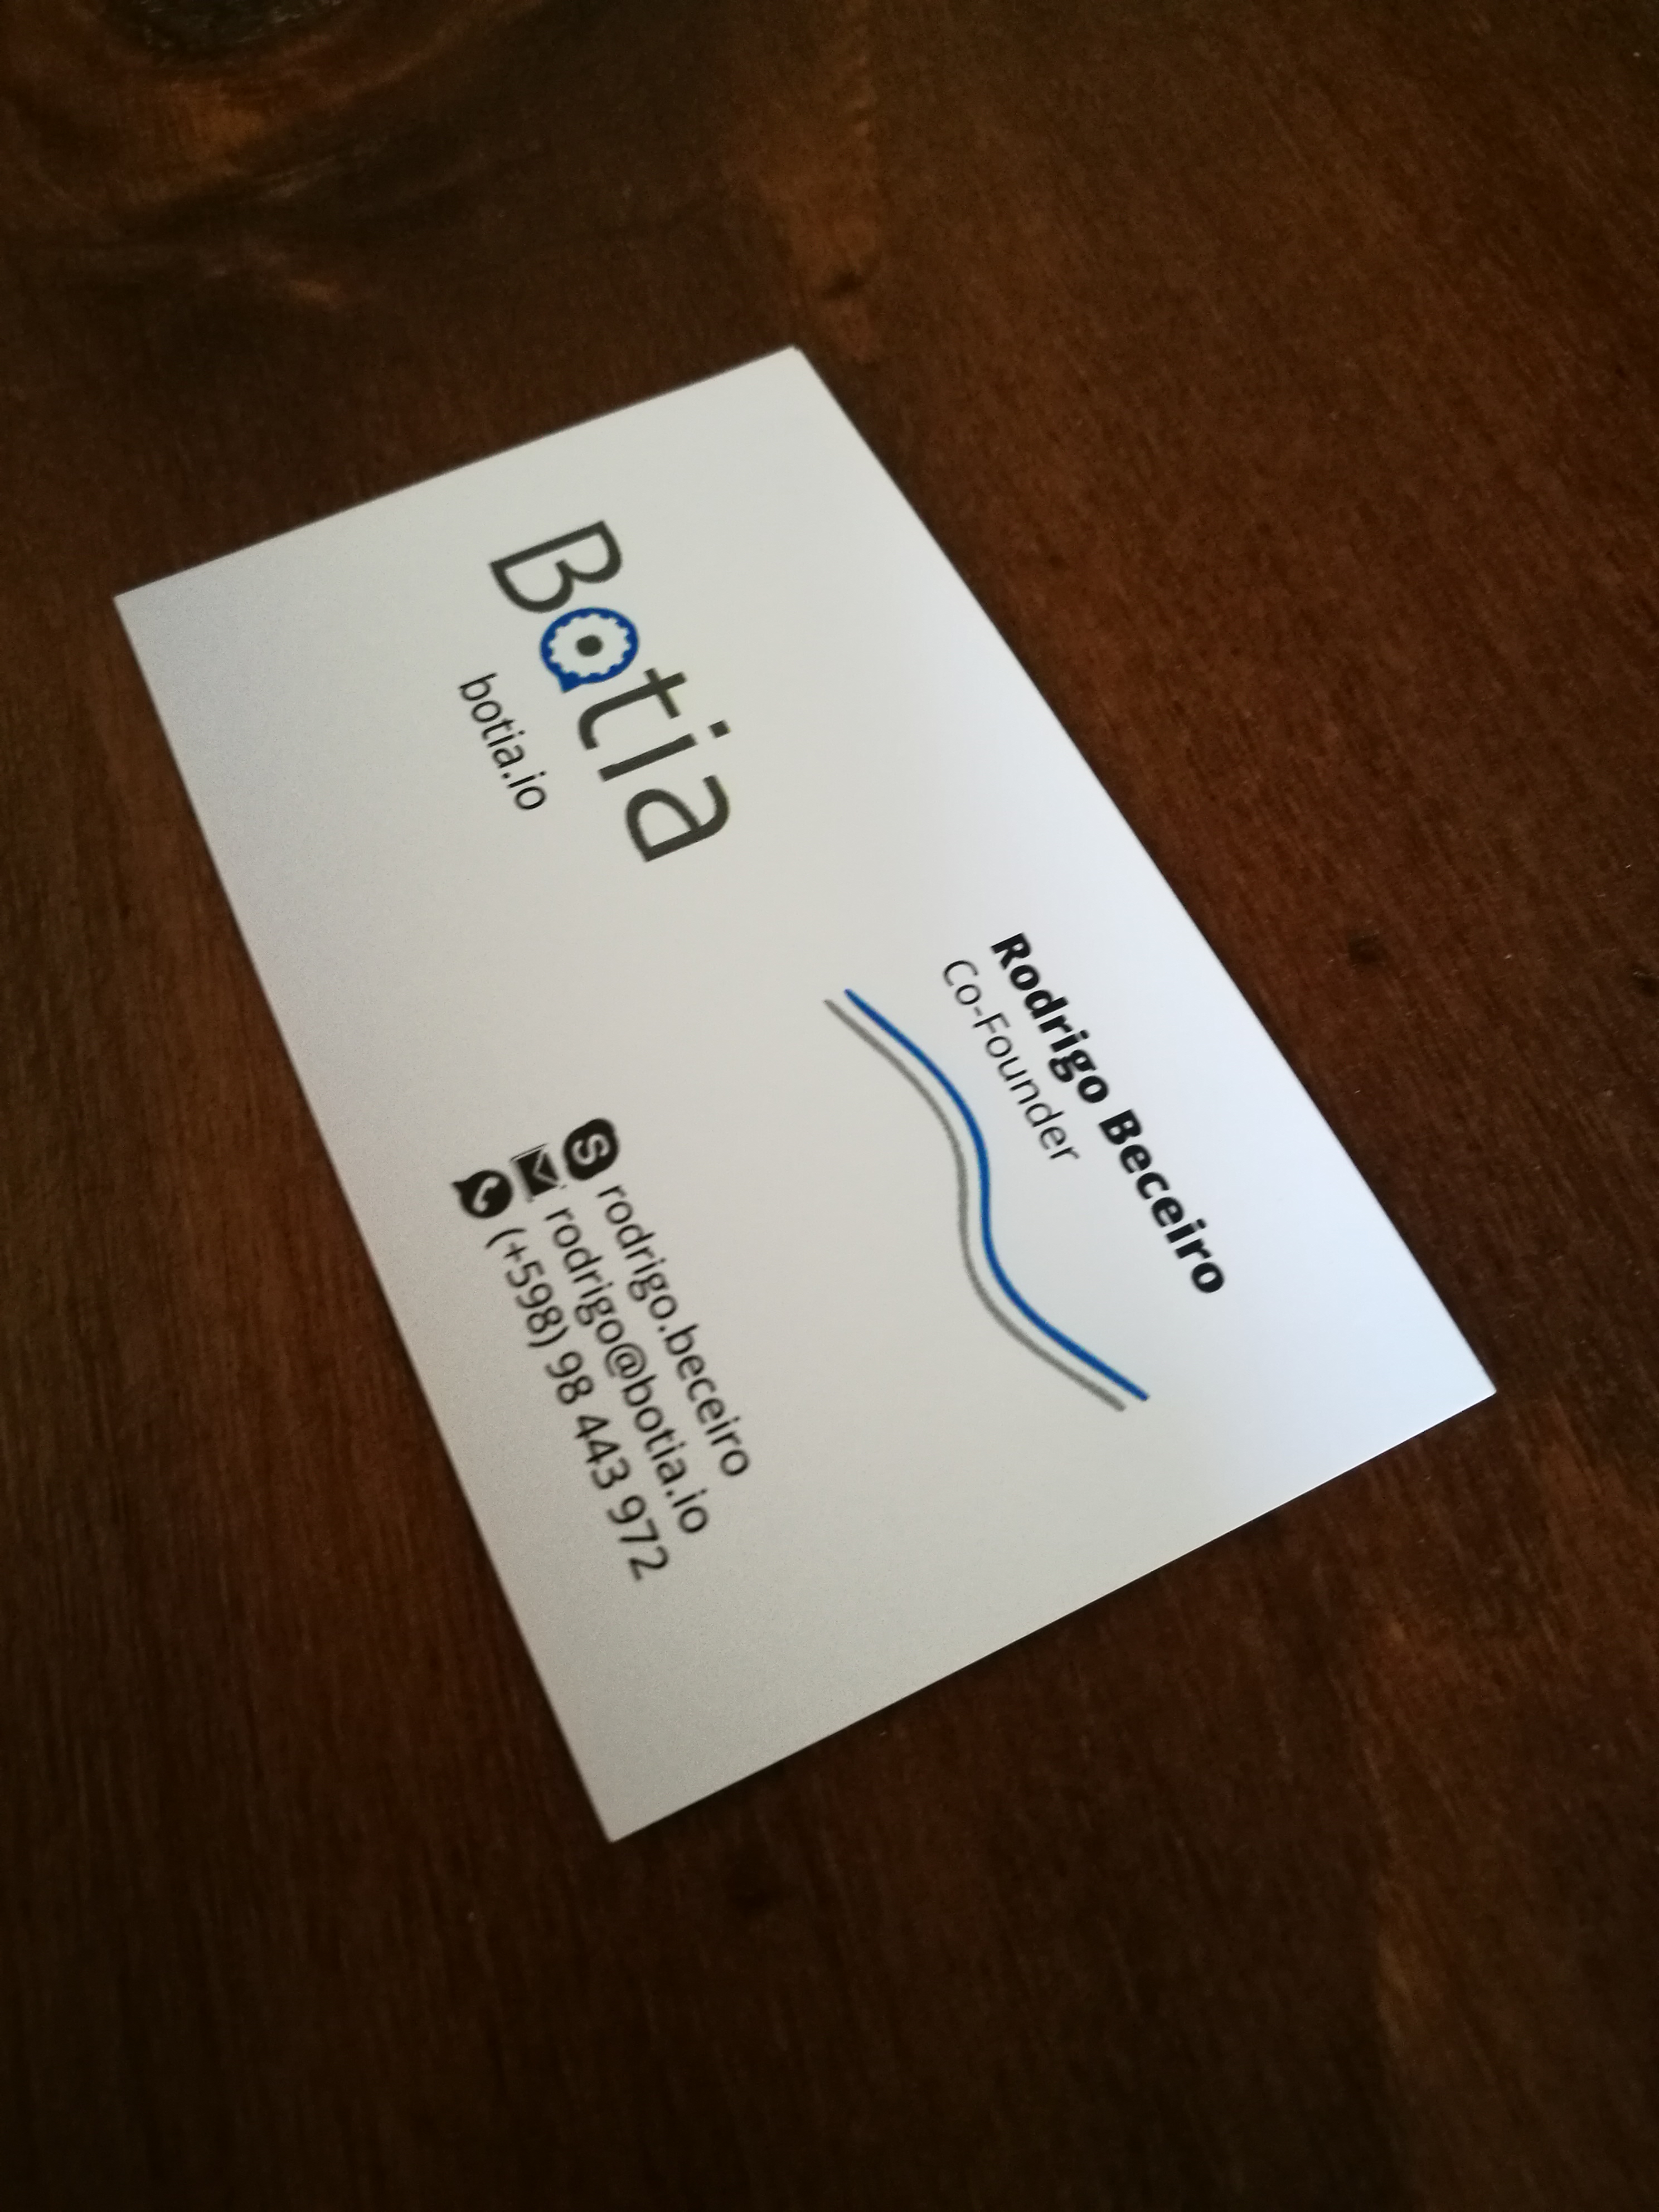 Botia
botia.io
Rodrigo Beceiro
Co-Founder
rodrigo.beceiro
rodrigo@botia.io
(+598) 98 443 972